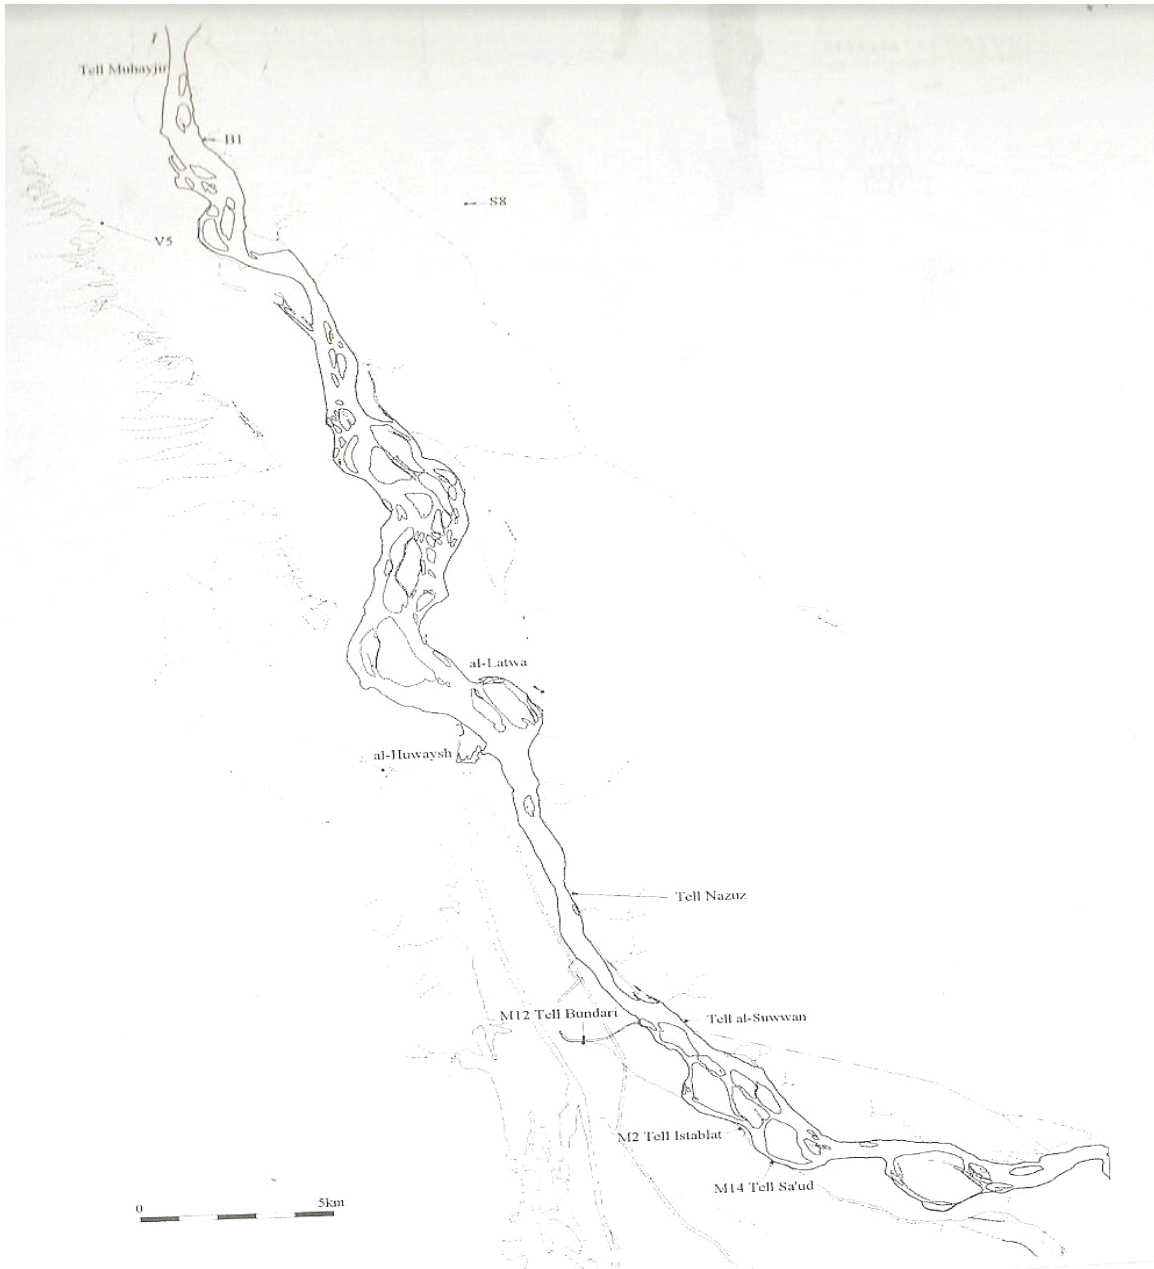 Tell Muhayjir
B1
S8
V5
al-Latwa
al-Huwaysh
Tell Nazuz
M12 Tell Bundari
Tell al-Suwwan
M2 Tell Istablat
M14 Tell Sa'ud
0 5km